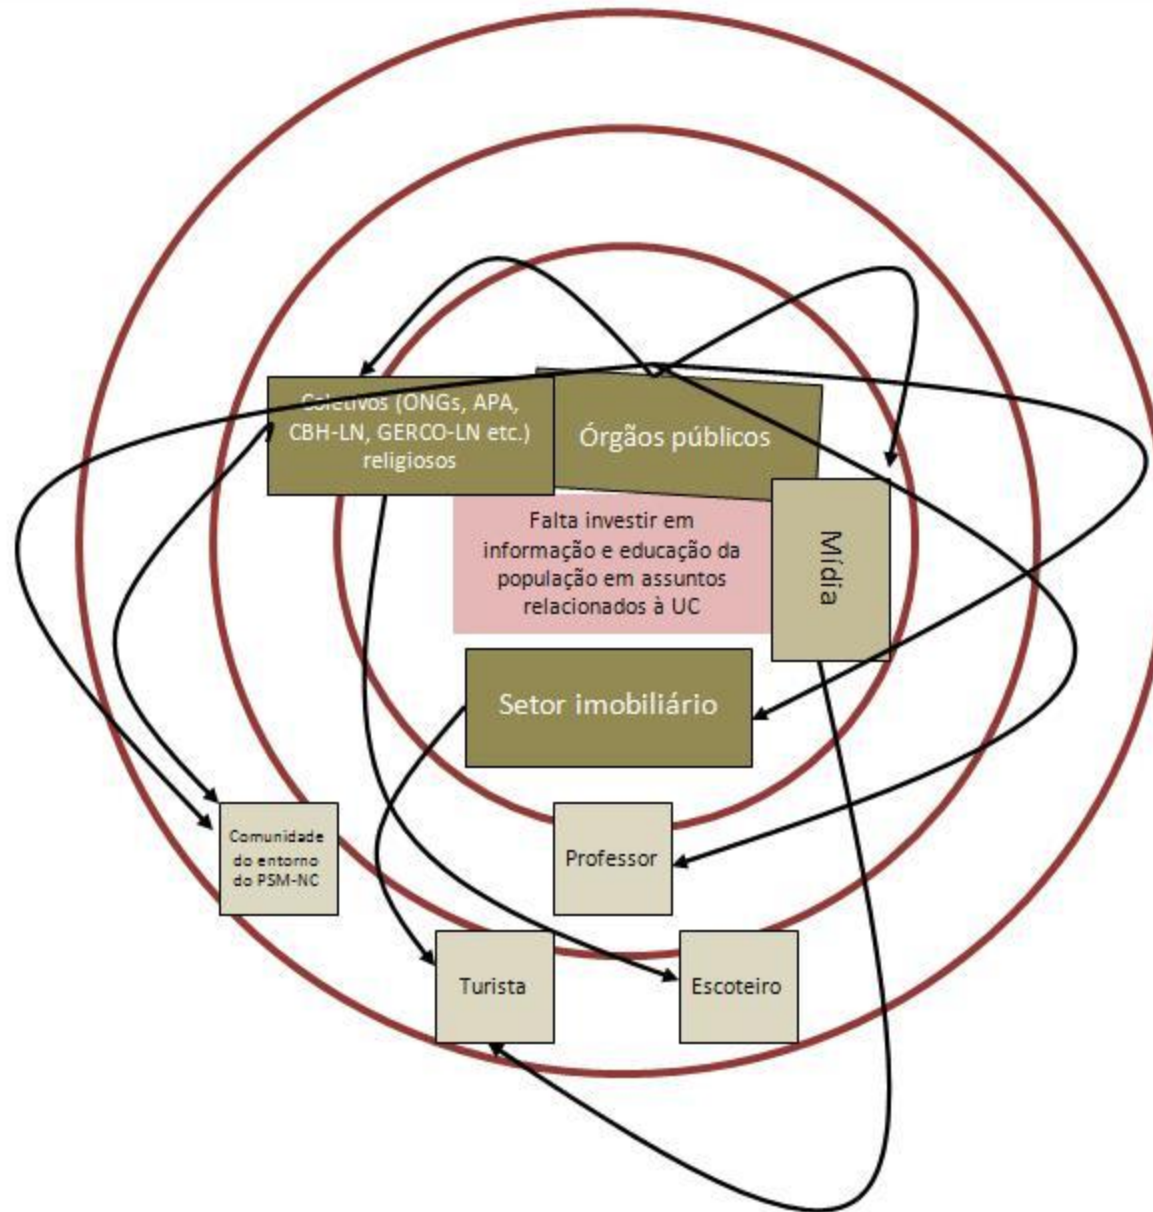 Coletivos (ONGs, APA,
CBH-LN, GERCO-LN etc.)
religiosos
Órgãos públicos
Falta investir em
informação e educação da
população em assuntos
relacionados à UC
Mídia
Setor imobiliário
Comunidade
do entorno
do PSM-NC
Professor
Turista
Escoteiro